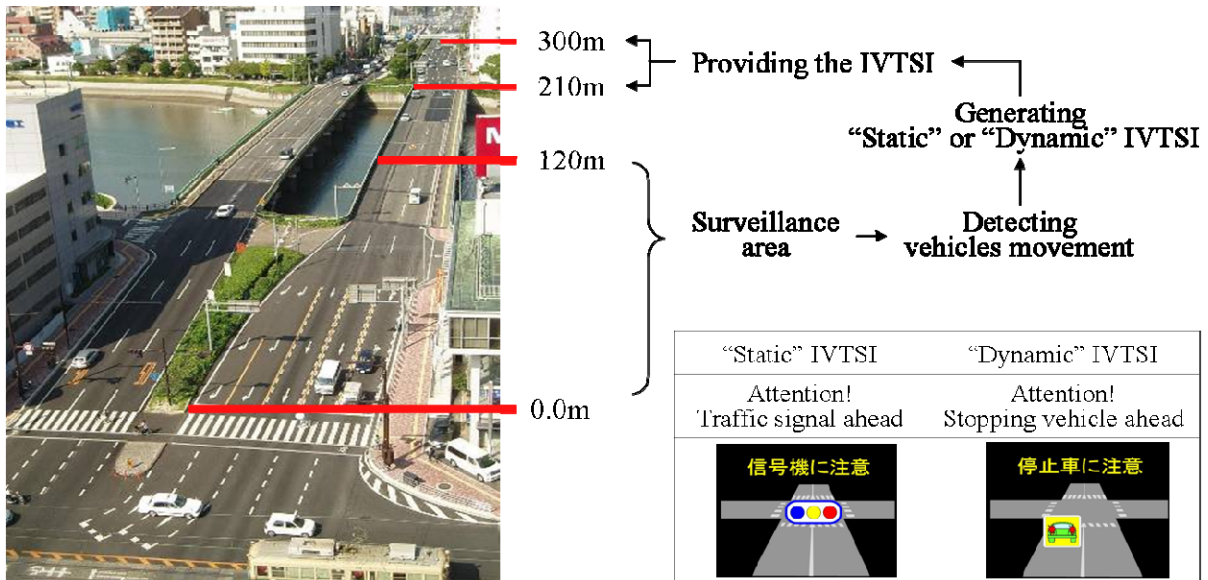 300m
Providing the IVTSI
210m
Generating
“Static” or “Dynamic” IVTSI
120m
Surveillance
area
Detecting
vehicles movement
0.0m
“Static” IVTSI
“Dynamic” IVTSI
Attention!
Traffic signal ahead
Attention!
Stopping vehicle ahead
信号機に注意
停止車に注意
M